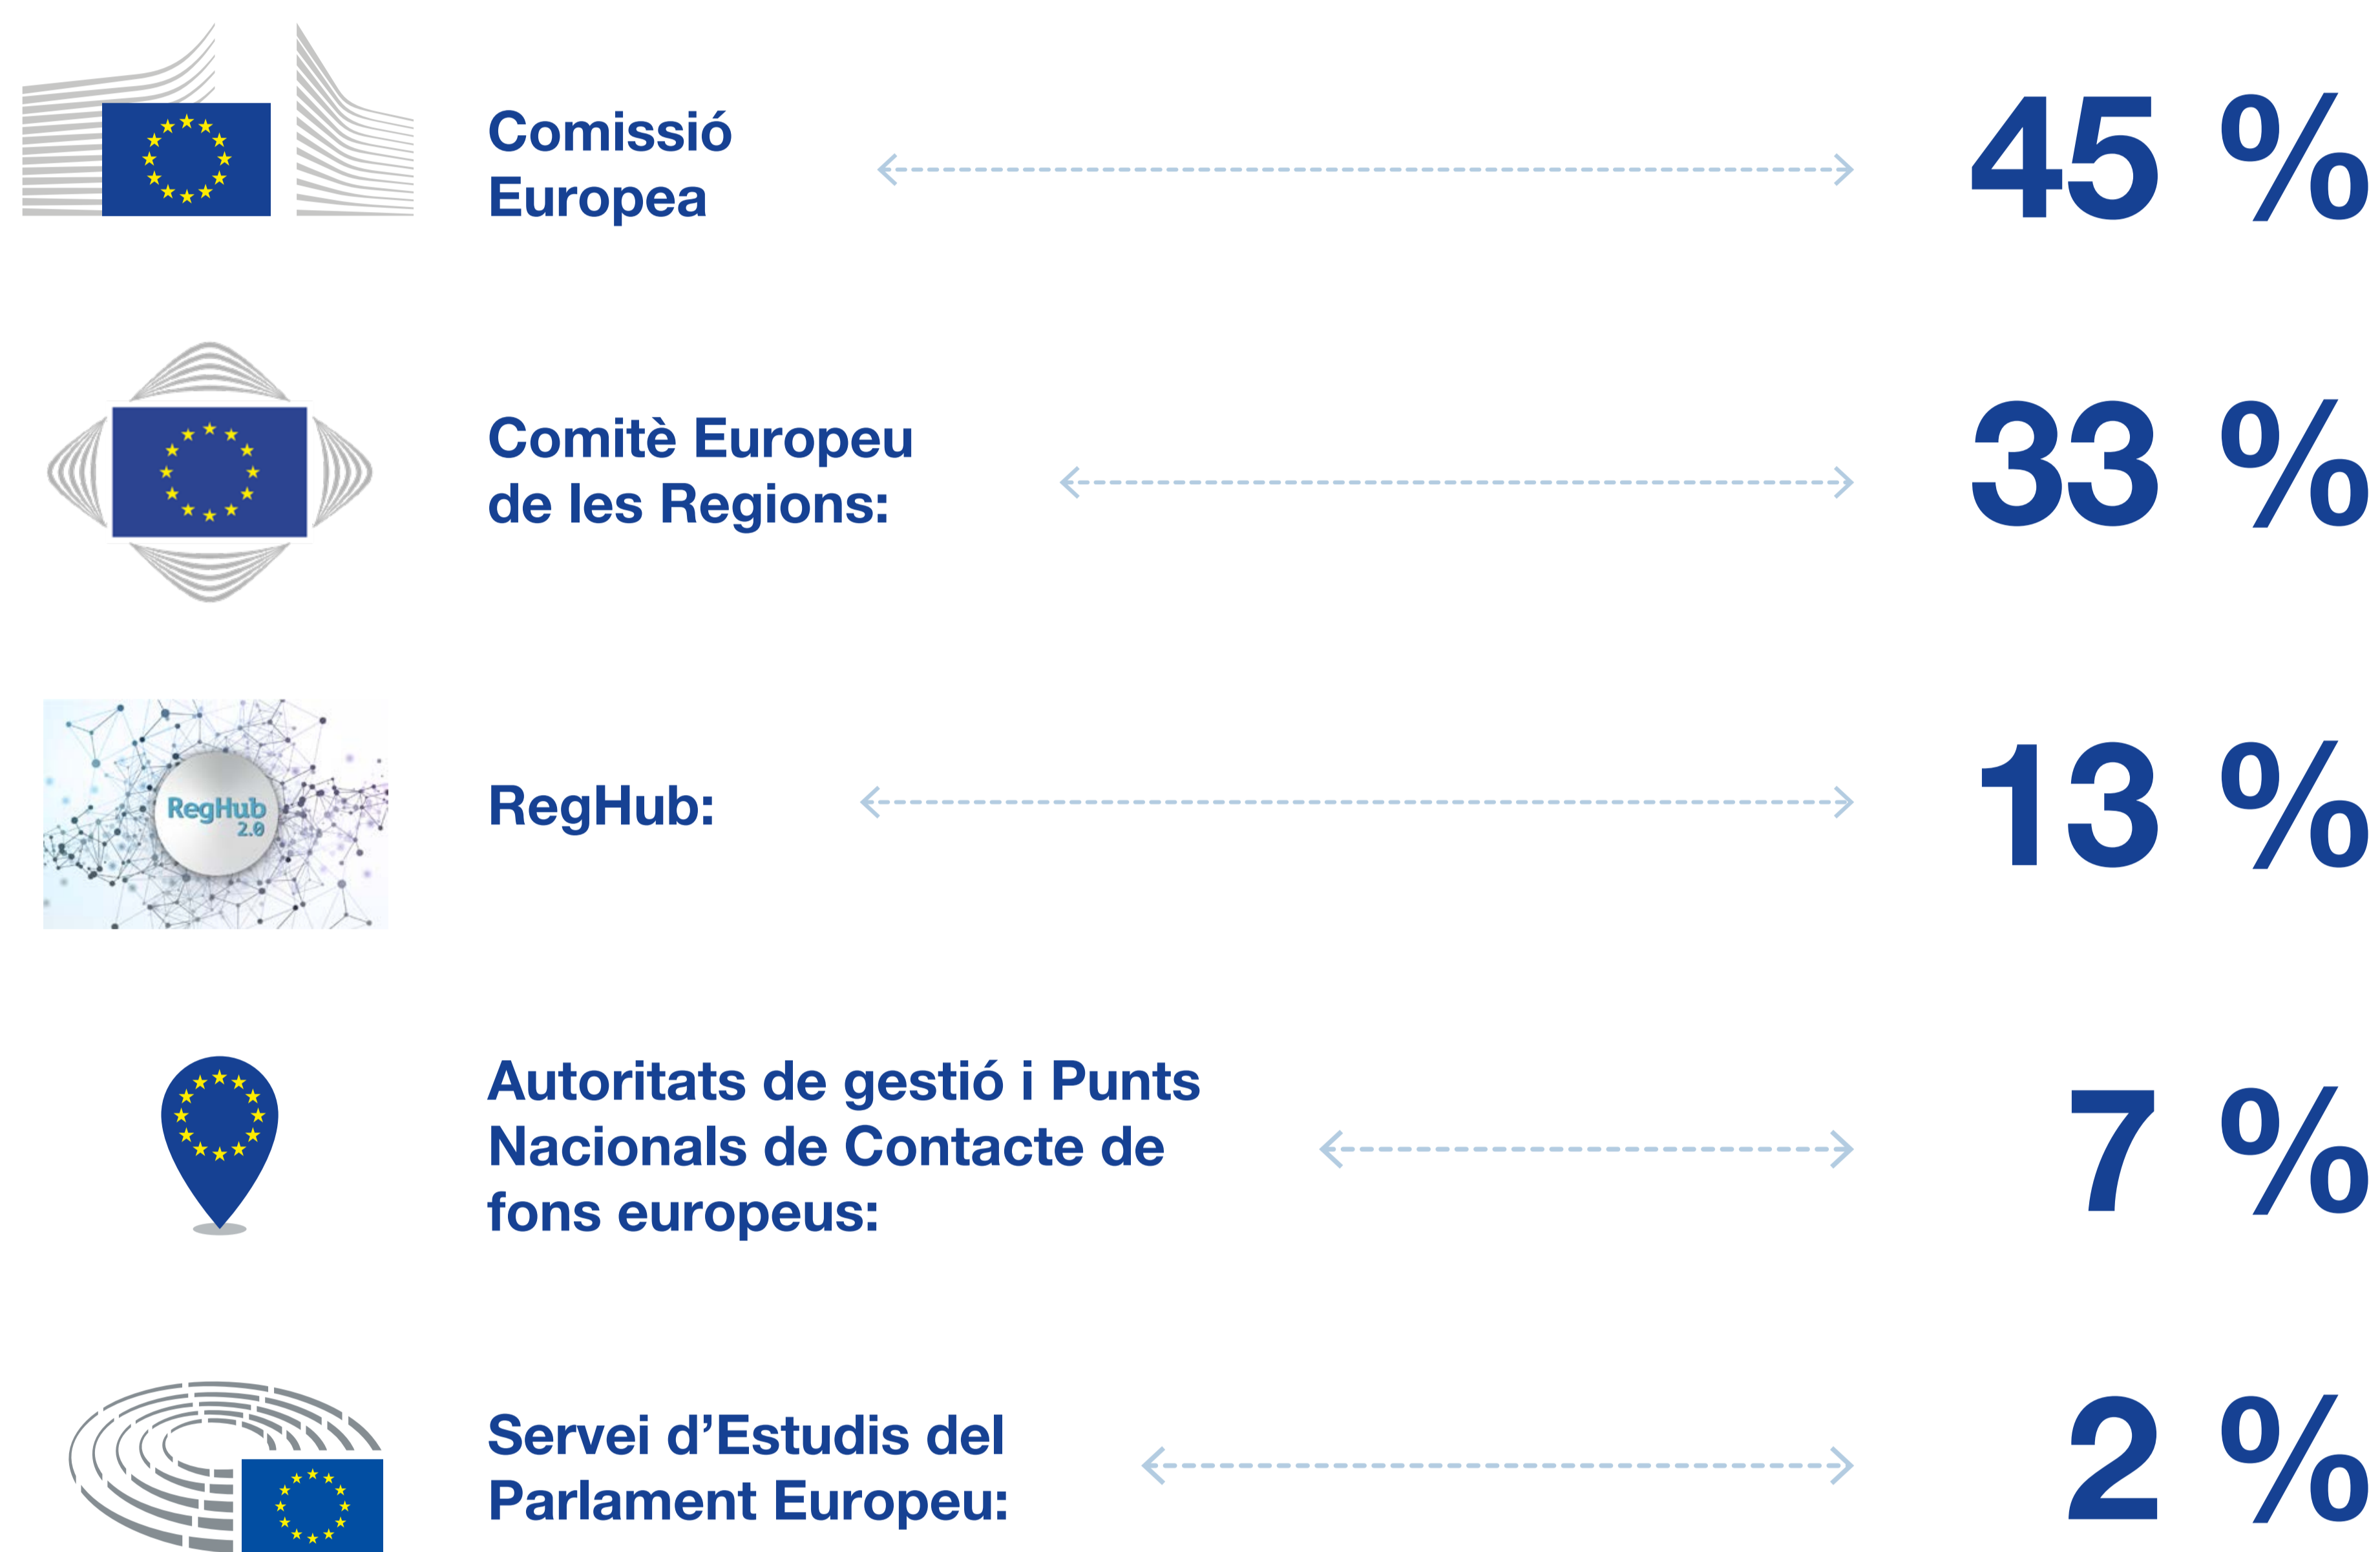 Comissió
Europea
45 %
Comitè Europeu
de les Regions:
33 %
RegHub
2.0
RegHub:
13 %
Autoritats de gestió i Punts
Nacionals de Contacte de
fons europeus:
7 %
Servei d’Estudis del
Parlament Europeu:
2 %